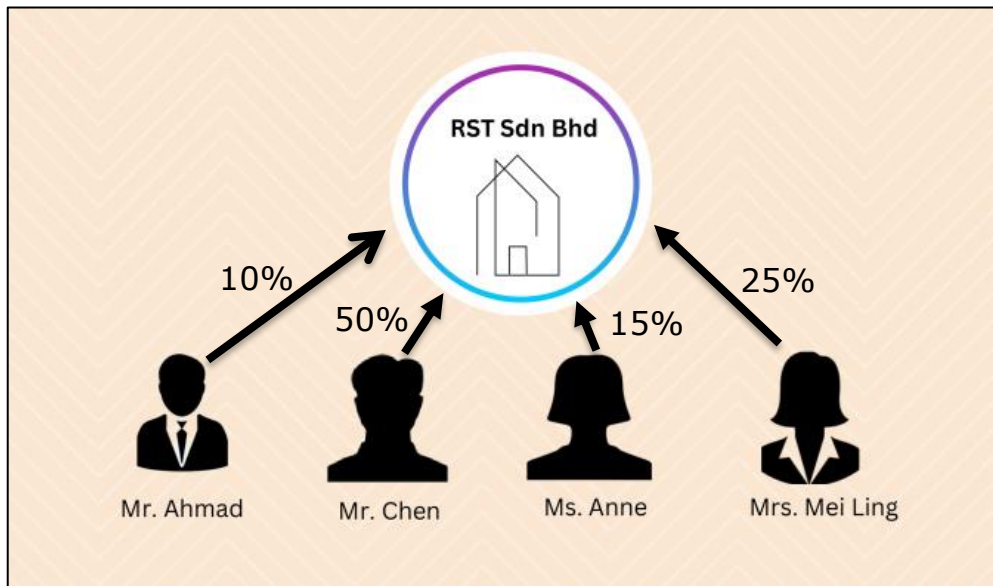 RST Sdn Bhd
10%
50%
15%
25%
Mr. Ahmad
Mr. Chen
Ms. Anne
Mrs. Mei Ling